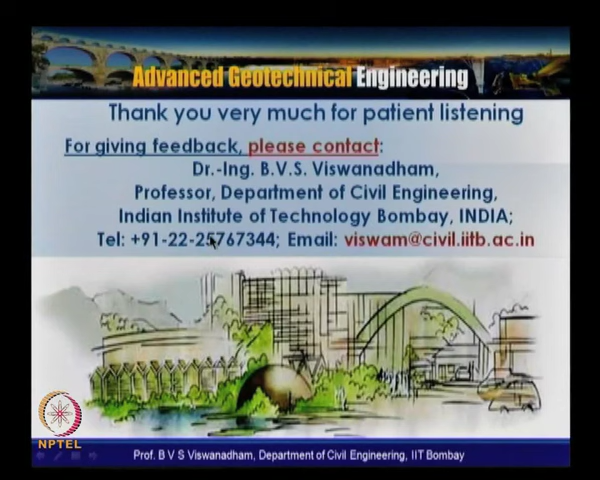 Advanced Geotechnical Engineering
Thank you very much for patient listening
For giving feedback, please contact:
Dr.-Ing. B.V.S. Viswanadham,
Professor, Department of Civil Engineering,
Indian Institute of Technology Bombay, INDIA;
Tel: +91-22-25767344; Email: viswam@civil.iitb.ac.in
NPTEL
Prof. B V S Viswanadham, Department of Civil Engineering, IIT Bombay